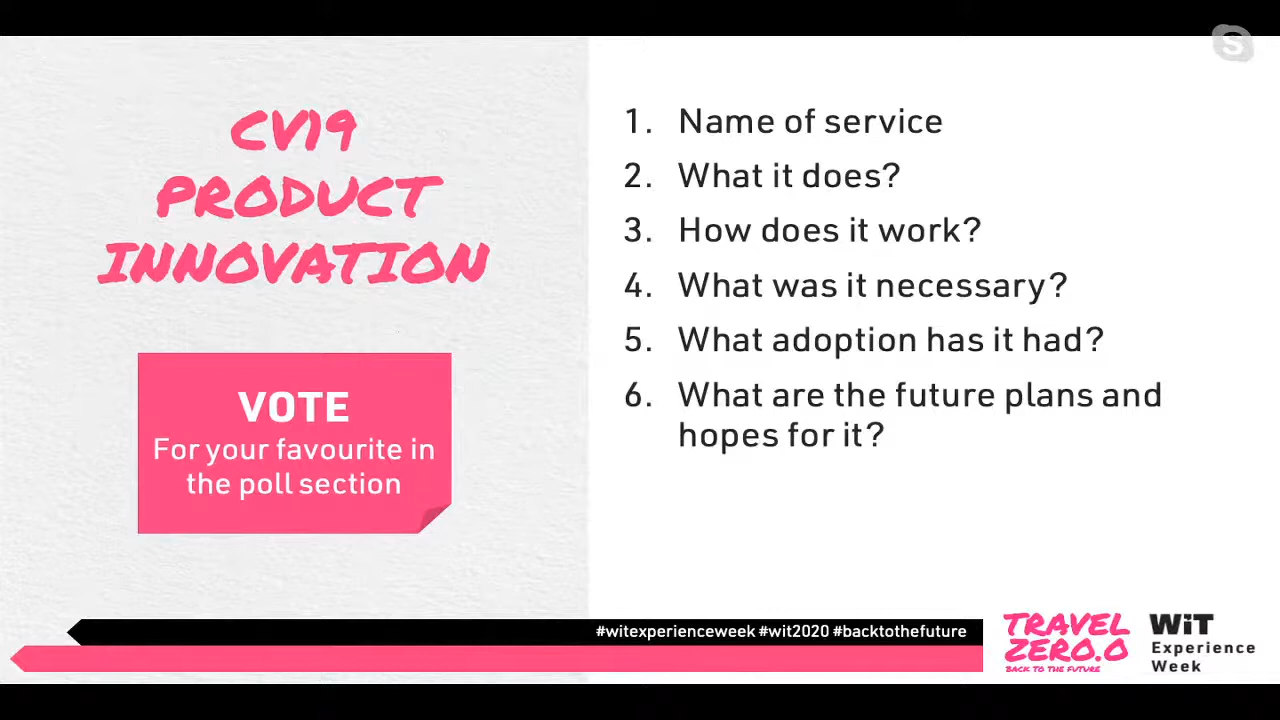 CV19
PRODUCT
INNOVATION
VOTE
For your favourite in
the poll section
1. Name of service
2. What it does?
3. How does it work?
4. What was it necessary?
5. What adoption has it had?
6. What are the future plans and
hopes for it?
#witexperienceweek #wit2020 #backtothefuture
TRAVEL
ZERO.O
BACK TO THE FUTURE
WiT
Experience
Week
S